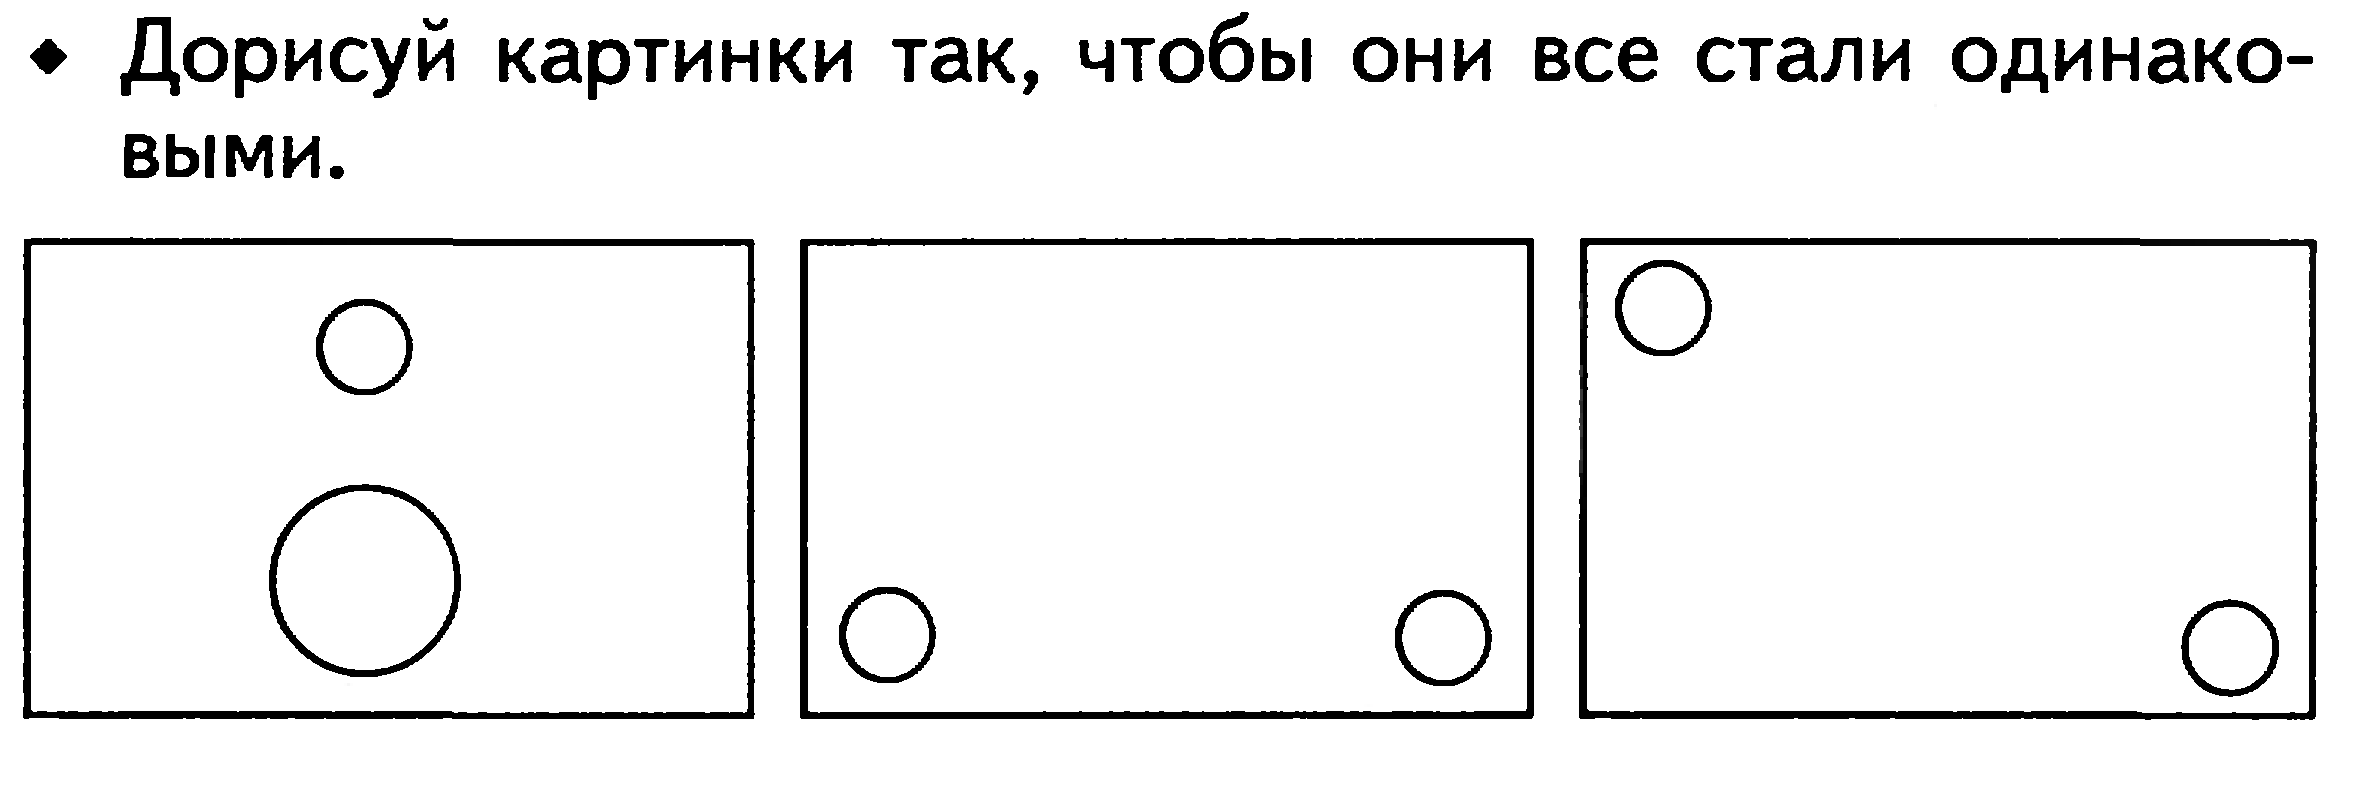 ♦ Дорисуй картинки так, чтобы они все стали одинако-
выми.